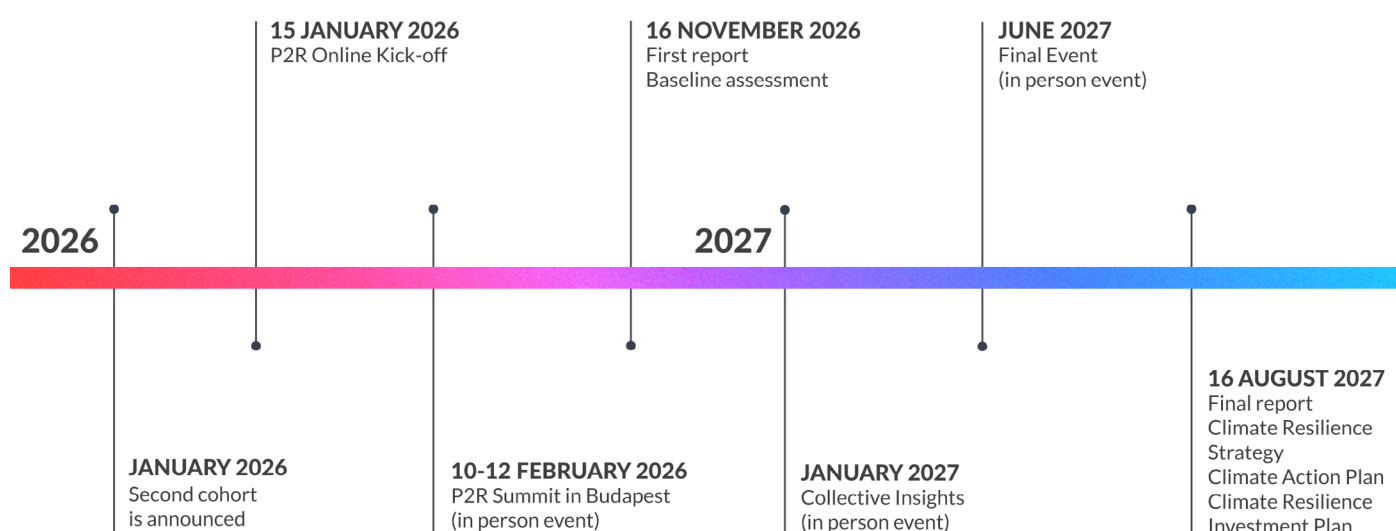 15 JANUARY 2026
P2R Online Kick-off
16 NOVEMBER 2026
First report
Baseline assessment
JUNE 2027
Final Event
(in person event)
2026
2027
JANUARY 2026
Second cohort
is announced
10-12 FEBRUARY 2026
P2R Summit in Budapest
(in person event)
JANUARY 2027
Collective Insights
(in person event)
16 AUGUST 2027
Final report
Climate Resilience
Strategy
Climate Action Plan
Climate Resilience
Investment Plan